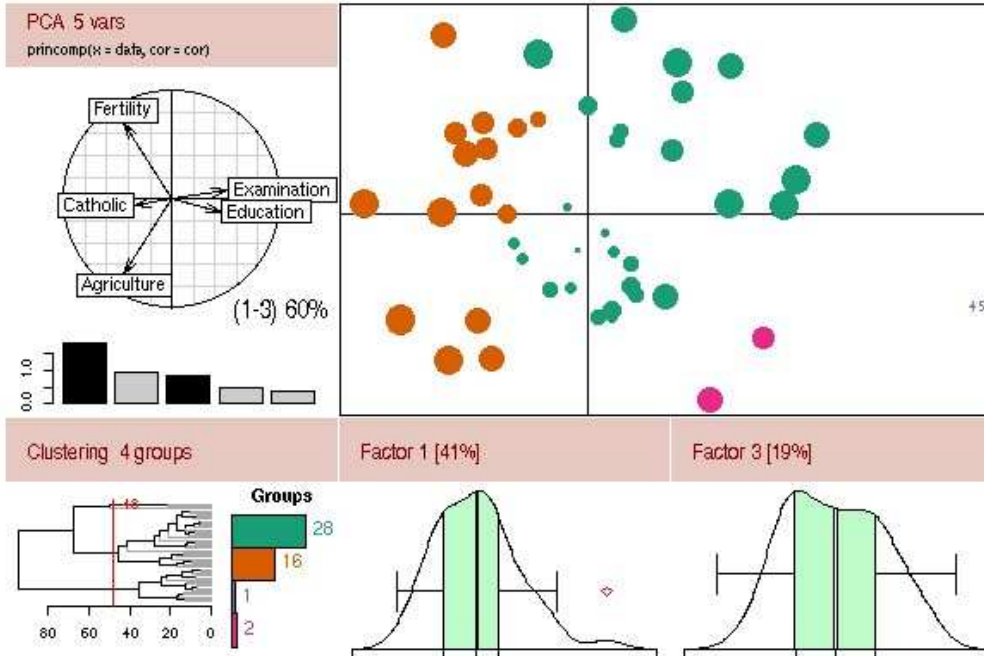 PCA 5 vars
princomp(x = data, cor = cor)
Fertility
Catholic
Examination
Education
Agriculture
(1-3) 60%
0.0 1.0
45
Clustering 4 groups
Factor 1 [41%]
Factor 3 [19%]
Groups
28
16
1
2
80 60 40 20 0